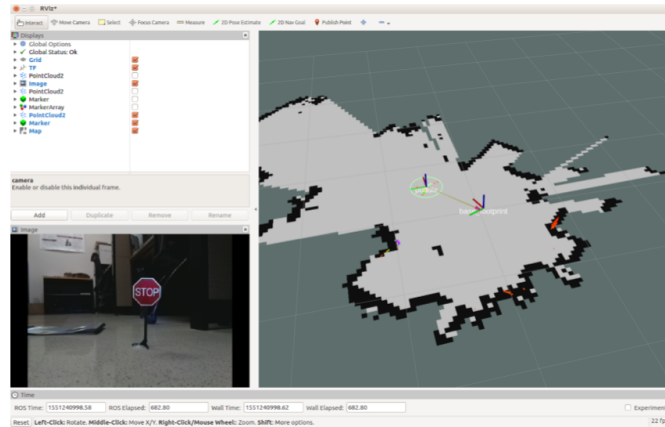 RViz*
Interact Move Camera Select Focus Camera Measure 2D Pose Estimate 2D Nav Goal Publish Point
Displays
Global Options
Global Status: Ok
Grid
TF
PointCloud2
Image
PointCloud2
Marker
MarkerArray
PointCloud2
Marker
Map
camera
Enable or disable this individual frame.
Add Duplicate Remove Rename
Image
STOP
Time
ROS Time: 1551240998.58 ROS Elapsed: 682.80 Wall Time: 1551240998.62 Wall Elapsed: 682.80 Experiment
Reset Left-Click: Rotate. Middle-Click: Move X/Y. Right-Click/Mouse Wheel: Zoom. Shift: More options.